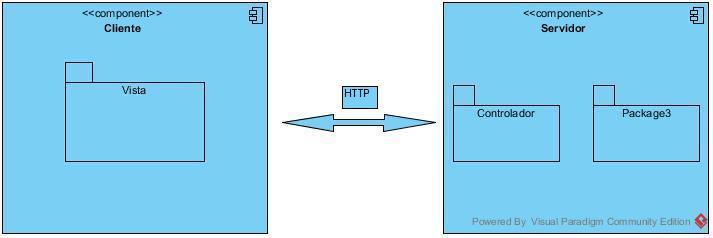 <<component>>
Cliente
Vista
HTTP
<<component>>
Servidor
Controlador
Package3
Powered By Visual Paradigm Community Edition